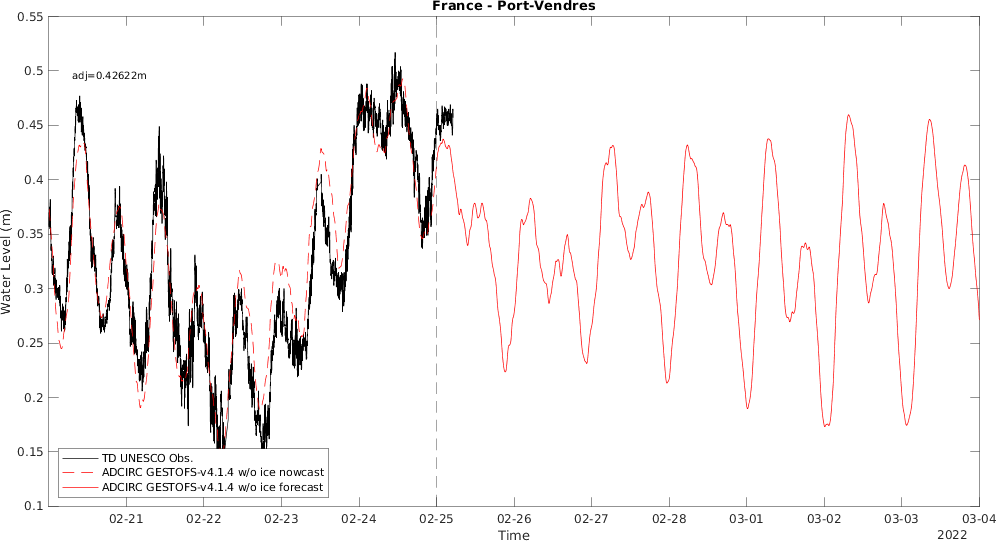 France - Port-Vendres
0.55
0.5
0.45
0.4
0.35
0.3
0.25
0.2
0.15
0.1
Water Level (m)
adj=0.42622m
TD UNESCO Obs.
ADCIRC GESTOFS-v4.1.4 w/o ice nowcast
ADCIRC GESTOFS-v4.1.4 w/o ice forecast
02-21 02-22 02-23 02-24 02-25 02-26 02-27 02-28 03-01 03-02 03-03 03-04
Time
2022